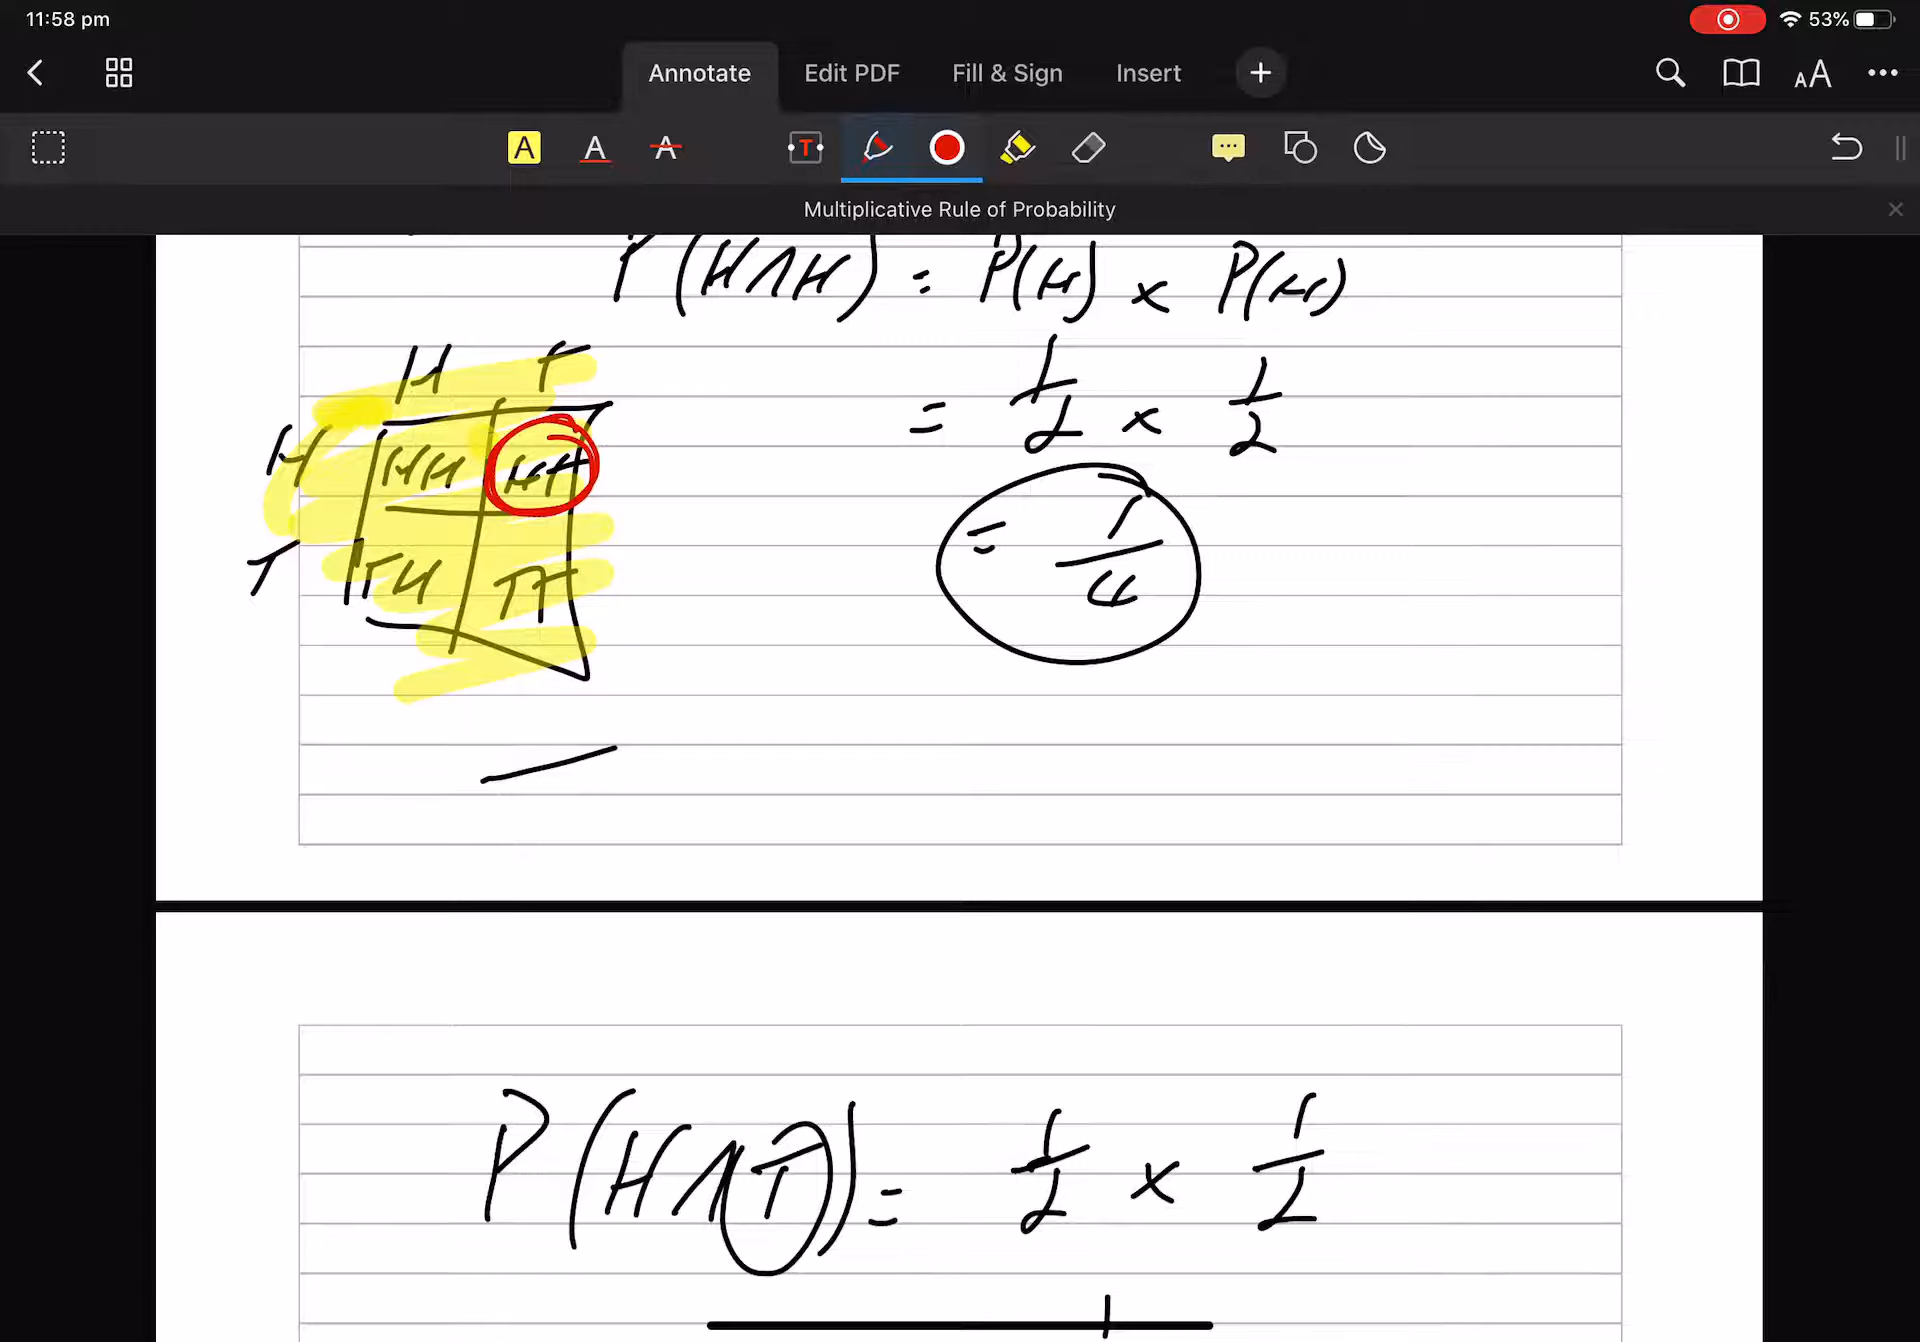 11:58 pm 53%
Annotate Edit PDF Fill & Sign Insert +
AA
A A A T
Multiplicative Rule of Probability
P(H∩H) = P(H) × P(H)
H T
= 1/2 × 1/2
H HH HT
= 1/4
T TH TT
P(H∩T) = 1/2 × 1/2